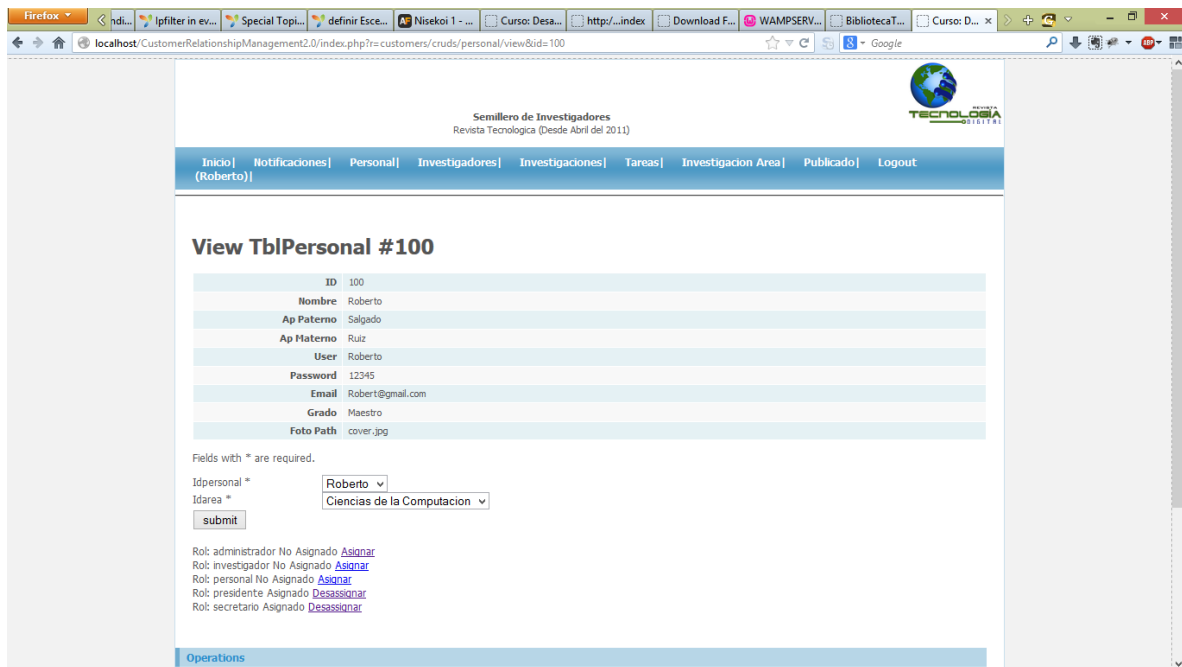 Firefox
ndi...
Ipfilter in ev...
Special Topi...
definir Esce...
AF Nisekoi 1 - ...
Curso: Desa...
http:/...index
Download F...
WAMPSERV...
BibliotecaT...
Curso: D... ×
localhost/CustomerRelationshipManagement2.0/index.php?r=customers/cruds/personal/view&id=100
8 Google
ABP
REVISTA
TECNOLOGÍA
DIGITAL
Semillero de Investigadores
Revista Tecnologica (Desde Abril del 2011)
Inicio| Notificaciones| Personal| Investigadores| Investigaciones| Tareas| Investigacion Area| Publicado| Logout
(Roberto)|
View TblPersonal #100
ID 100
Nombre Roberto
Ap Paterno Salgado
Ap Materno Ruiz
User Roberto
Password 12345
Email Robert@gmail.com
Grado Maestro
Foto Path cover.jpg
Fields with * are required.
Idpersonal * Roberto
Idarea * Ciencias de la Computacion
submit
Rol: administrador No Asignado Asignar
Rol: investigador No Asignado Asignar
Rol: personal No Asignado Asignar
Rol: presidente Asignado Desassignar
Rol: secretario Asignado Desassignar
Operations